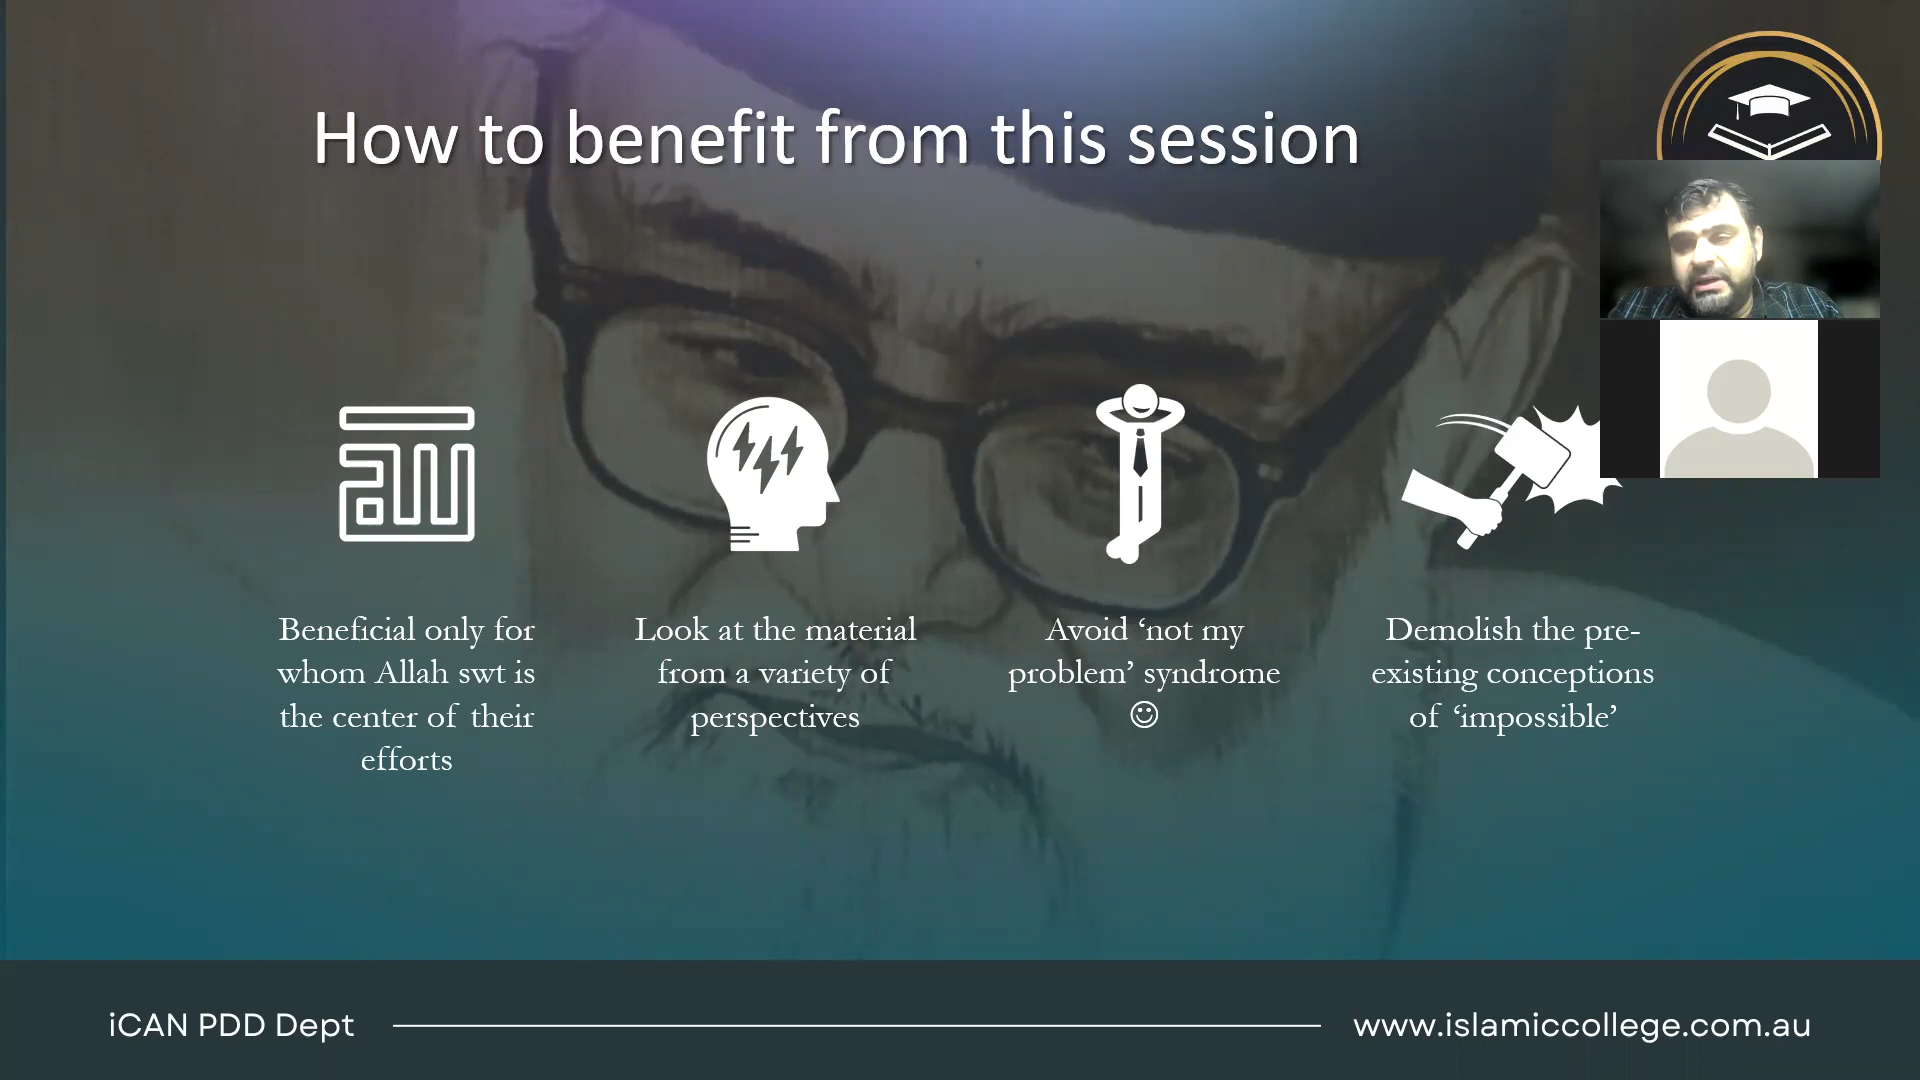 How to benefit from this session
Beneficial only for
whom Allah swt is
the center of their
efforts
Look at the material
from a variety of
perspectives
Avoid ‘not my
problem’ syndrome
☺
Demolish the pre-
existing conceptions
of ‘impossible’
iCAN PDD Dept
www.islamiccollege.com.au